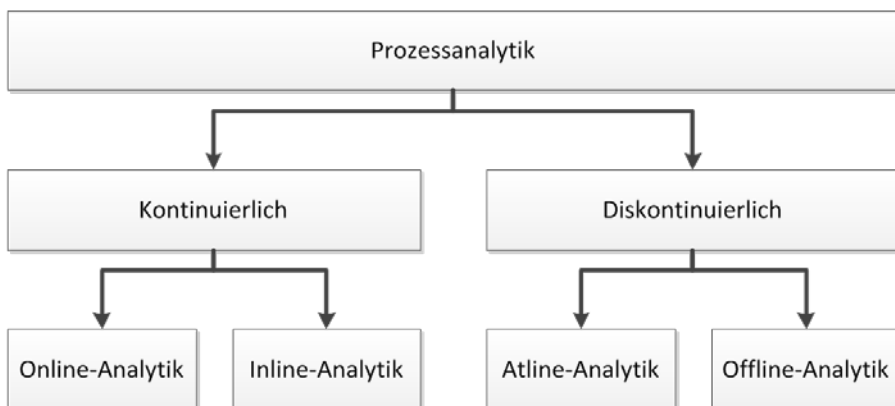 Prozessanalytik
Kontinuierlich
Diskontinuierlich
Online-Analytik
Inline-Analytik
Atline-Analytik
Offline-Analytik